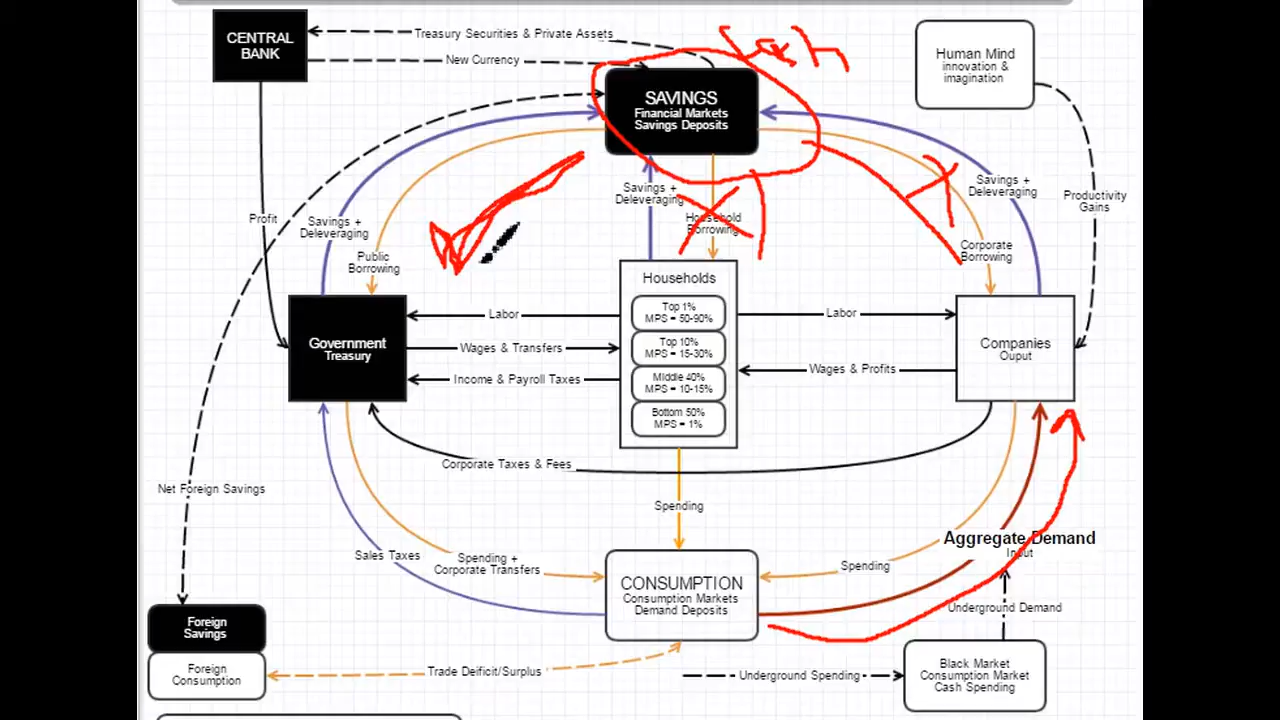 CENTRAL
BANK
Treasury Securities & Private Assets
New Currency
SAVINGS
Financial Markets
Savings Deposits
Human Mind
innovation &
imagination
Savings +
Deleveraging
Household
Borrowing
Savings +
Deleveraging
Productivity
Gains
Profit
Savings +
Deleveraging
Public
Borrowing
Corporate
Borrowing
Households
Top 1%
MPS = 50-90%
Top 10%
MPS = 15-30%
Middle 40%
MPS = 10-15%
Bottom 50%
MPS = 1%
Government
Treasury
Labor
Wages & Transfers
Income & Payroll Taxes
Labor
Wages & Profits
Companies
Ouput
Corporate Taxes & Fees
Net Foreign Savings
Spending
Sales Taxes
Spending +
Corporate Transfers
Spending
Aggregate Demand
Input
CONSUMPTION
Consumption Markets
Demand Deposits
Underground Demand
Foreign
Savings
Foreign
Consumption
Trade Deificit/Surplus
Underground Spending
Black Market
Consumption Market
Cash Spending